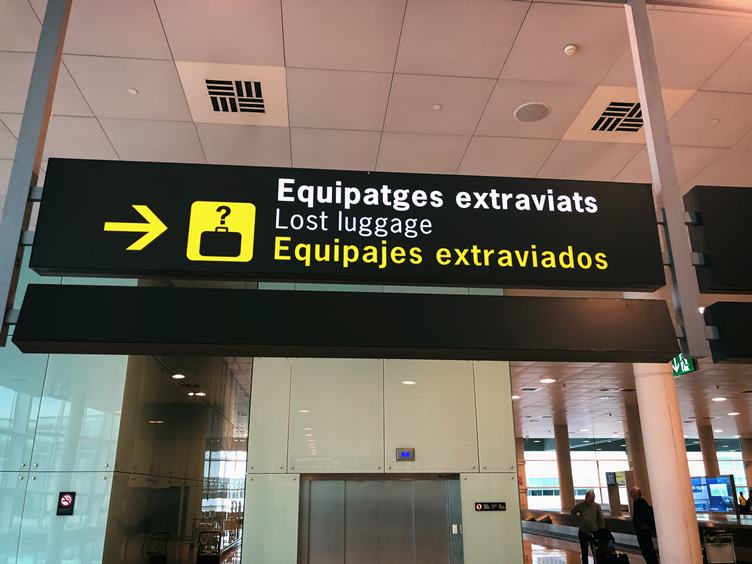 Equipatges extraviats
Lost luggage
Equipajes extraviados